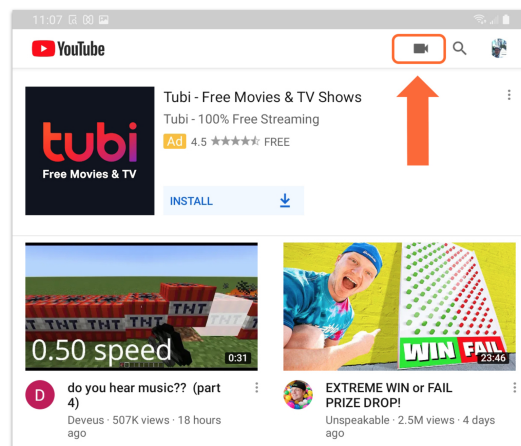 11:07
YouTube
Tubi - Free Movies & TV Shows
Tubi - 100% Free Streaming
Ad 4.5 ★★★★★ FREE
tubi
Free Movies & TV
INSTALL
TNT
TNT
TNT
TNT
0.50 speed
0:31
WIN FAIL
23:46
D
do you hear music?? (part
4)
Deveus · 507K views · 18 hours
ago
EXTREME WIN or FAIL
PRIZE DROP!
Unspeakable · 2.5M views · 4 days
ago